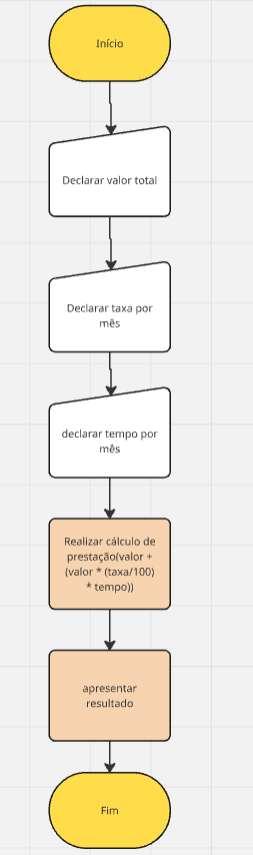 Início
Declarar valor total
Declarar taxa por
mês
declarar tempo por
mês
Realizar cálculo de
prestação(valor +
(valor * (taxa/100)
* tempo))
apresentar
resultado
Fim